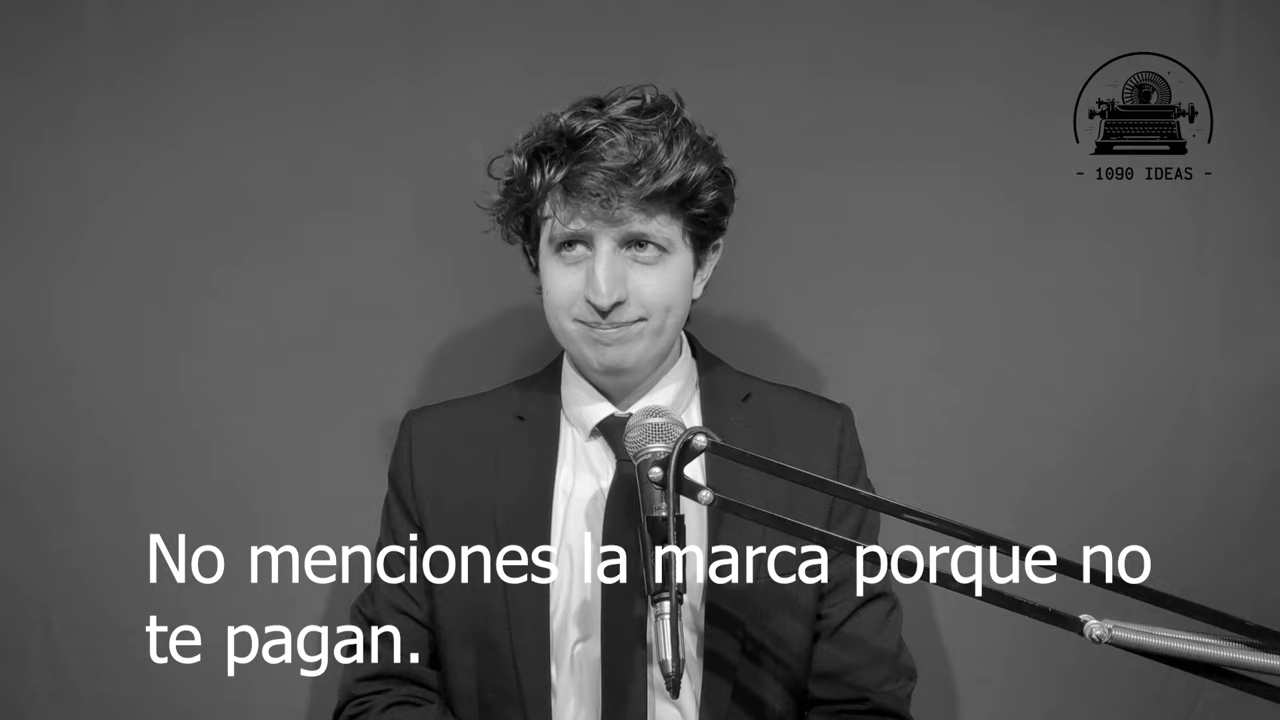 - 1090 IDEAS -
No menciones la marca porque no
te pagan.